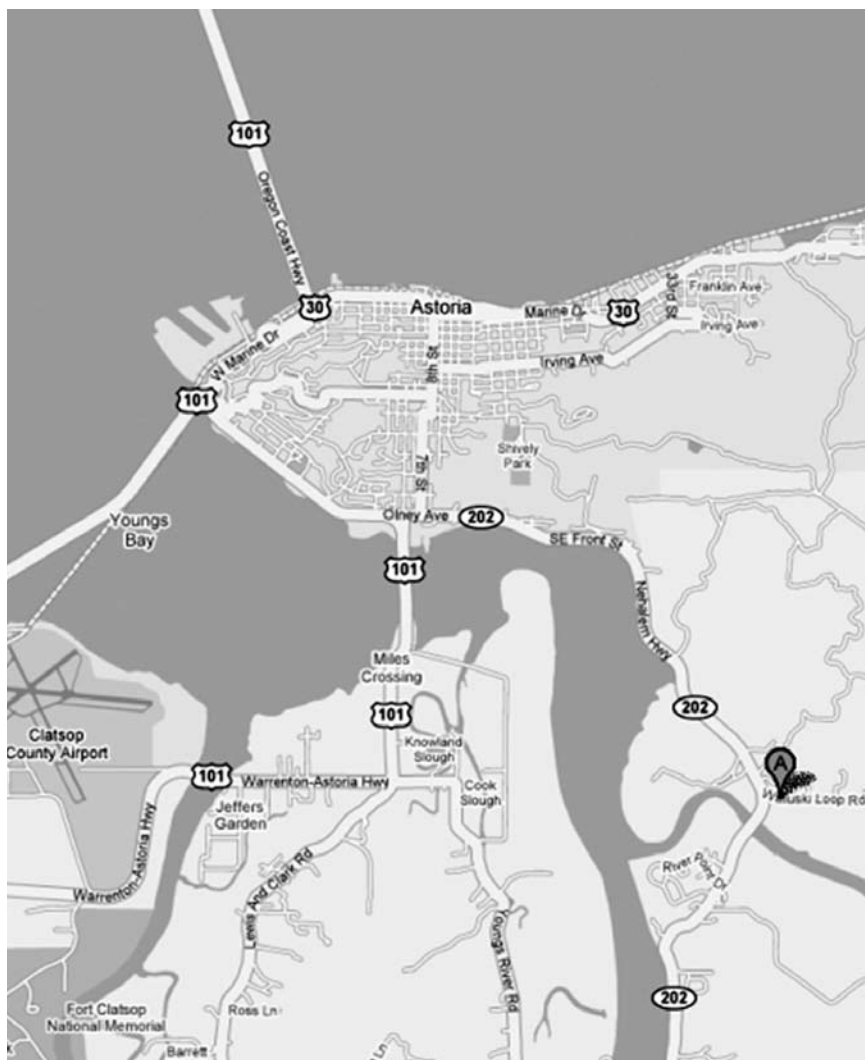 101
Oregon Coast Hwy
30
Astoria
Marine Dr
30
33rd St
Franklin Ave
Irving Ave
W Marine Dr
8th St
Irving Ave
101
Shively
Park
7th St
Olney Ave
202
SE Front St
Youngs
Bay
101
Nehalem Hwy
Miles
Crossing
202
101
Clatsop
County Airport
Knowland
Slough
A
101
Warrenton-Astoria Hwy
Cook
Slough
Loop Rd
Jeffers
Garden
Warrenton-Astoria Hwy
Lewis And Clark Rd
River Point Dr
Youngs River Rd
202
Fort Clatsop
National Memorial
Ross Ln
Barrett
Ln